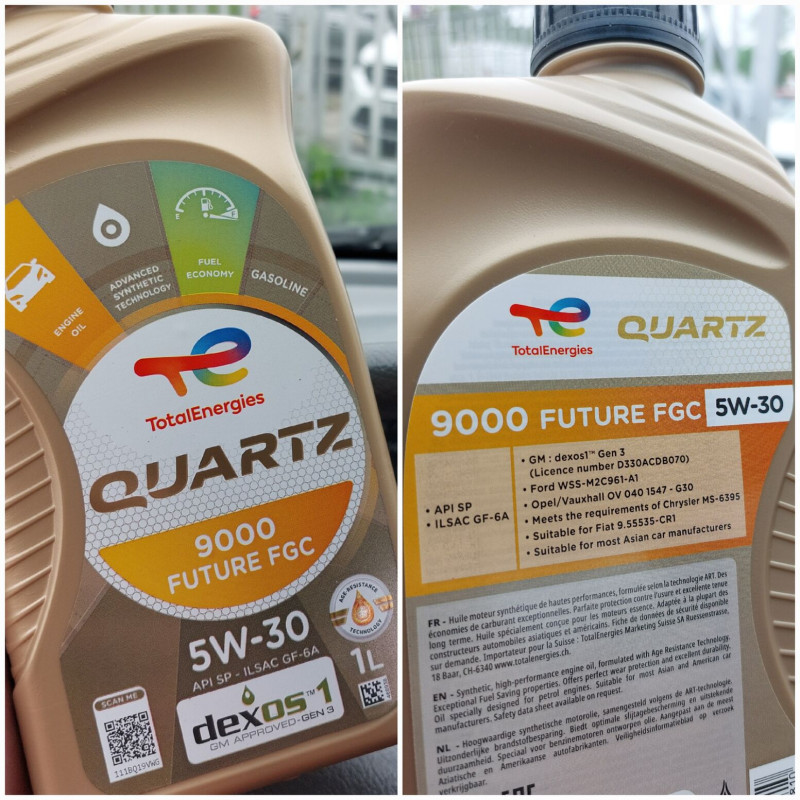 ENGINE
OIL
ADVANCED
SYNTHETIC
TECHNOLOGY
E F
FUEL
ECONOMY
GASOLINE
TotalEnergies
QUARTZ
9000
FUTURE FGC
AGE RESISTANCE
TECHNOLOGY
5W-30
API SP - ILSAC GF-6A
1L
SCAN ME
I11BQ19VWG
dexos™1
GM APPROVED-GEN 3
TotalEnergies
QUARTZ
9000 FUTURE FGC 5W-30
• API SP
• ILSAC GF-6A
• GM : dexos1™ Gen 3
(Licence number D330ACDB070)
• Ford WSS-M2C961-A1
• Opel/Vauxhall OV 040 1547 - G30
• Meets the requirements of Chrysler MS-6395
• Suitable for Fiat 9.55535-CR1
• Suitable for most Asian car manufacturers
FR - Huile moteur synthétique de hautes performances, formulée selon la technologie ART. Des
économies de carburant exceptionnelles. Parfaite protection contre l'usure et excellente tenue
long terme. Huile spécialement conçue pour les moteurs essence. Adaptée à la plupart des
constructeurs automobiles asiatiques et américains. Fiche de données de sécurité disponible
sur demande. Importateur pour la Suisse : TotalEnergies Marketing Suisse SA Ruessenstrasse,
18 Baar, CH-6340 www.totalenergies.ch.
EN - Synthetic, high-performance engine oil, formulated with Age Resistance Technology.
Exceptional Fuel Saving properties. Offers perfect wear protection and excellent durability.
Oil specially designed for petrol engines. Suitable for most Asian and American car
manufacturers. Safety data sheet available on request.
NL - Hoogwaardige synthetische motorolie, samengesteld volgens de ART-technologie.
Uitzonderlijke brandstofbesparing. Biedt optimale slijtagebescherming en uitstekende
duurzaamheid. Speciaal voor benzinemotoren ontworpen olie. Aangepast aan de meest
Aziatische en Amerikaanse autofabrikanten. Veiligheidsinformatieblad op verzoek
verkrijgbaar.